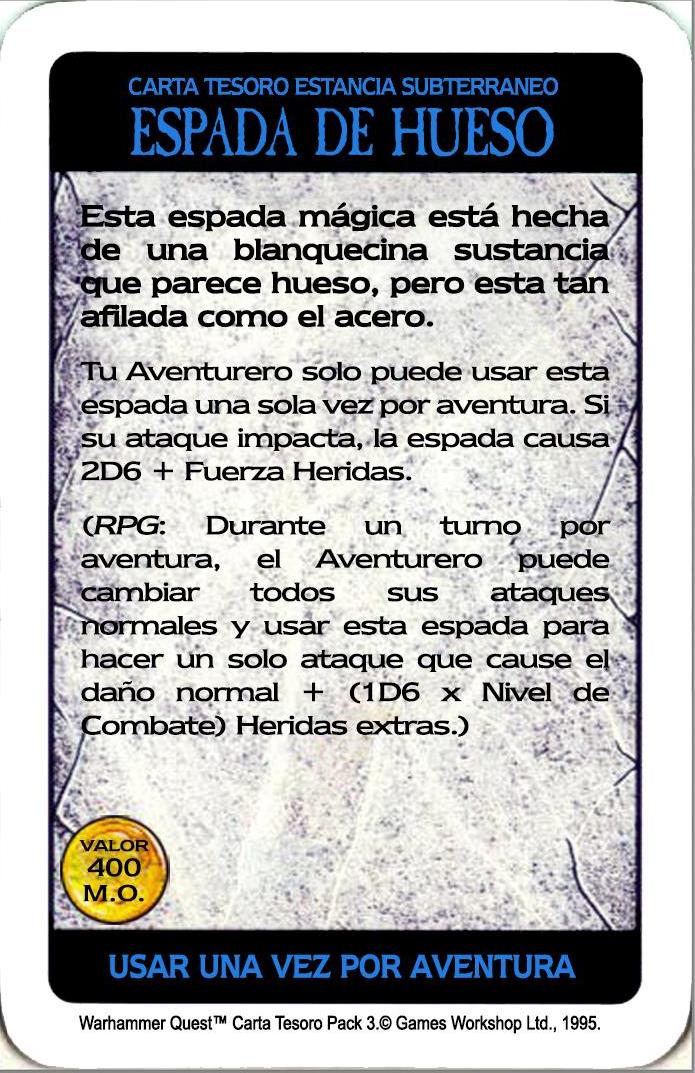 CARTA TESORO ESTANCIA SUBTERRANEO
ESPADA DE HUESO
Esta espada mágica está hecha
de una blanquecina sustancia
que parece hueso, pero esta tan
afilada como el acero.
Tu Aventurero solo puede usar esta
espada una sola vez por aventura. Si
su ataque impacta, la espada causa
2D6 + Fuerza Heridas.
(RPG: Durante un turno por
aventura, el Aventurero puede
cambiar todos sus ataques
normales y usar esta espada para
hacer un solo ataque que cause el
daño normal + (1D6 x Nivel de
Combate) Heridas extras.)
VALOR
400
M.O.
USAR UNA VEZ POR AVENTURA
Warhammer Quest™ Carta Tesoro Pack 3.© Games Workshop Ltd., 1995.